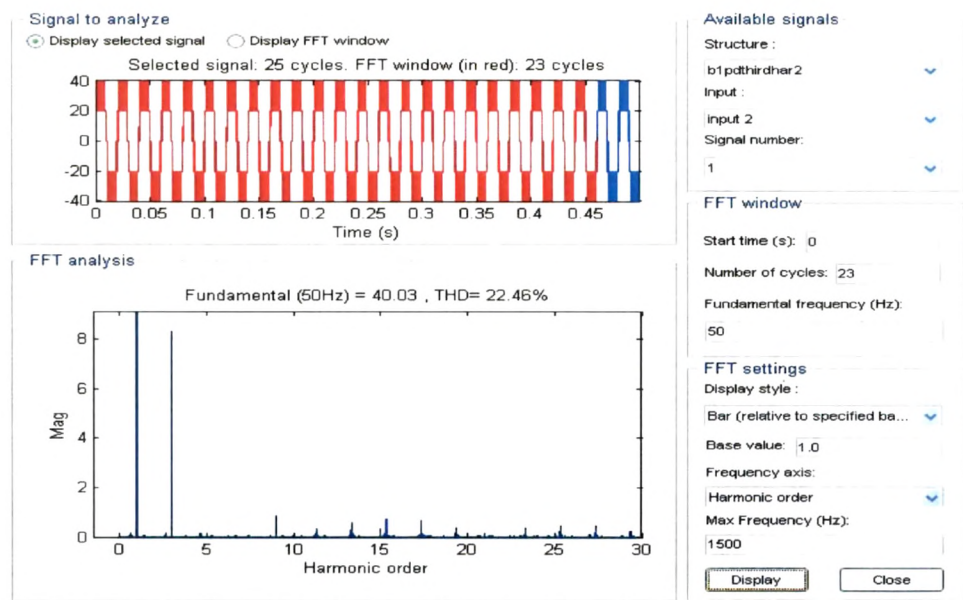 Signal to analyze
Display selected signal
Display FFT window
Selected signal: 25 cycles. FFT window (in red): 23 cycles
40
20
0
-20
-40
0 0.05 0.1 0.15 0.2 0.25 0.3 0.35 0.4 0.45
Time (s)
FFT analysis
Fundamental (50Hz) = 40.03 , THD= 22.46%
Mag
8
6
4
2
0
0 5 10 15 20 25 30
Harmonic order
Available signals
Structure :
b1pdthirdhar2
Input :
input 2
Signal number:
1
FFT window
Start time (s): 0
Number of cycles: 23
Fundamental frequency (Hz):
50
FFT settings
Display style :
Bar (relative to specified ba...
Base value: 1.0
Frequency axis:
Harmonic order
Max Frequency (Hz):
1500
Display
Close